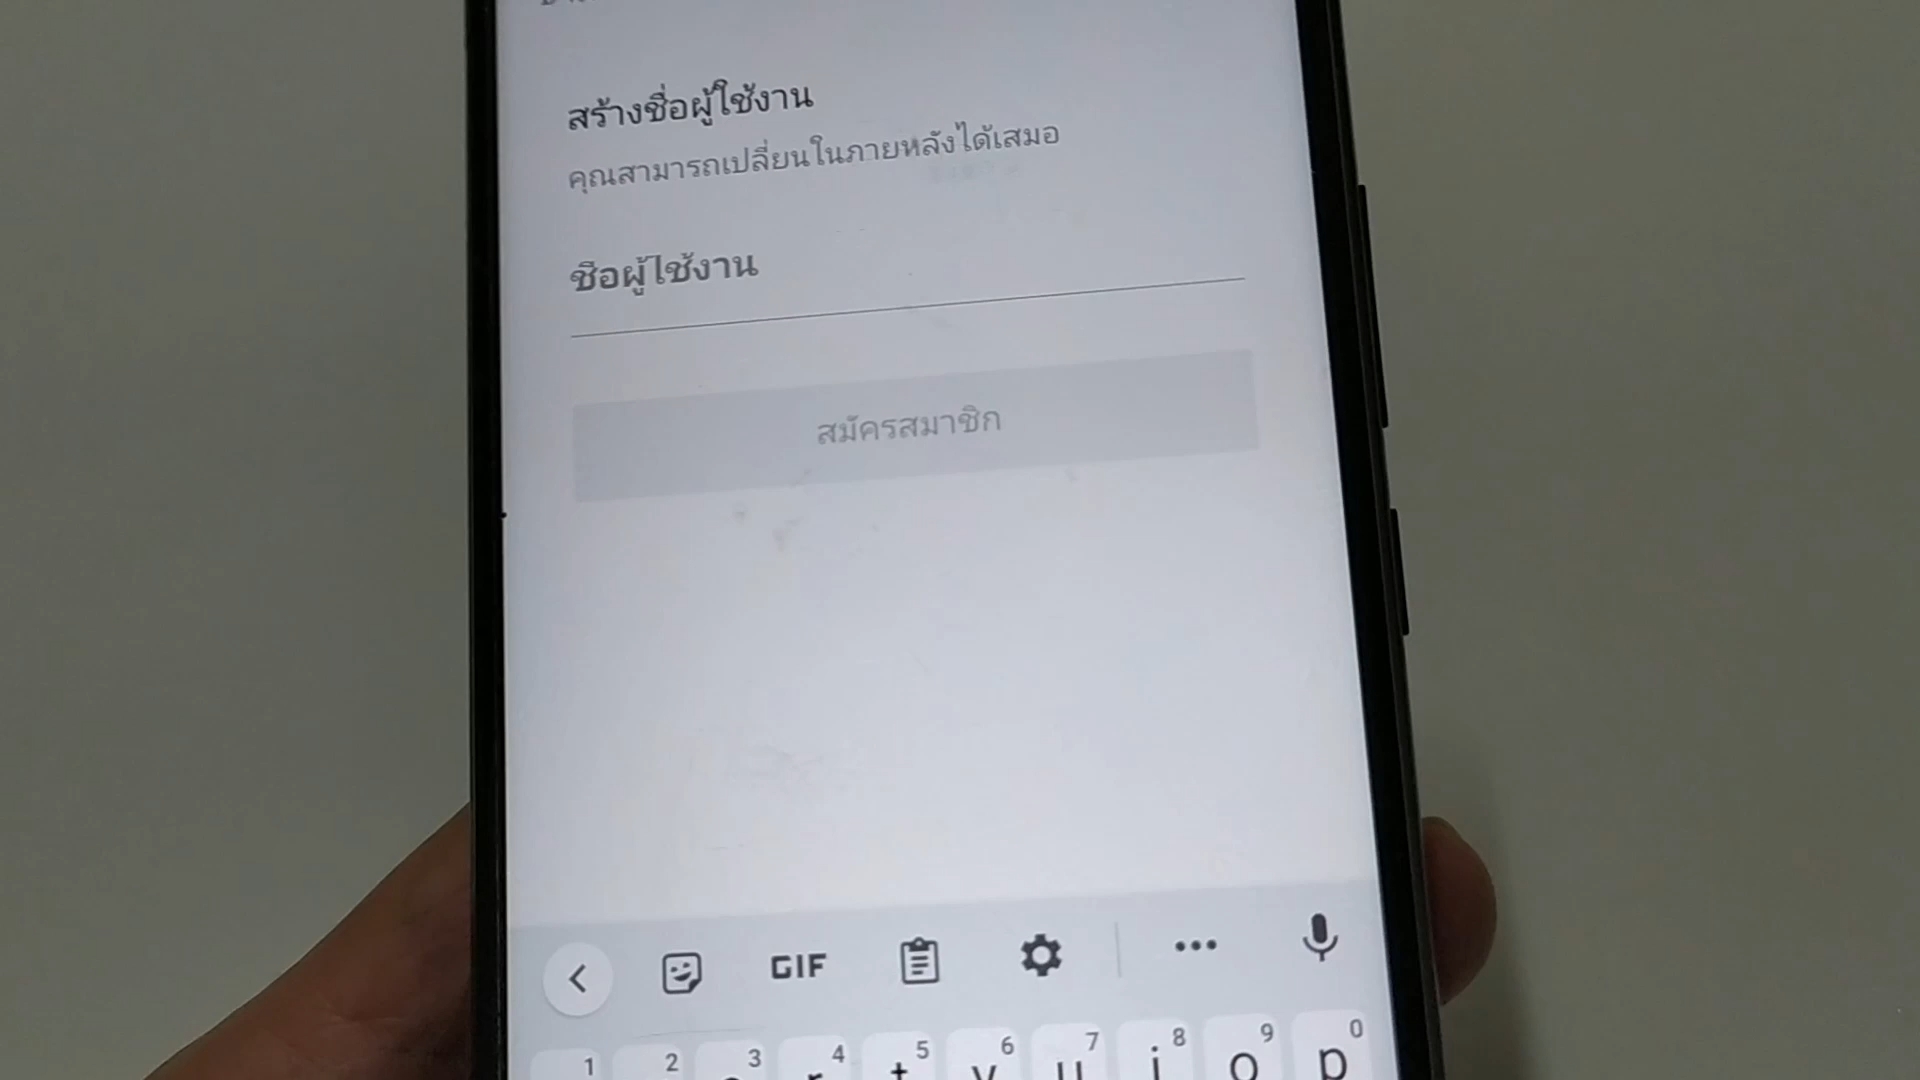 สร้างชื่อผู้ใช้งาน
คุณสามารถเปลี่ยนในภายหลังได้เสมอ
ชื่อผู้ใช้งาน
สมัครสมาชิก
GIF
1 2 3 4 5 6 7 8 9 0
r t y u i o p